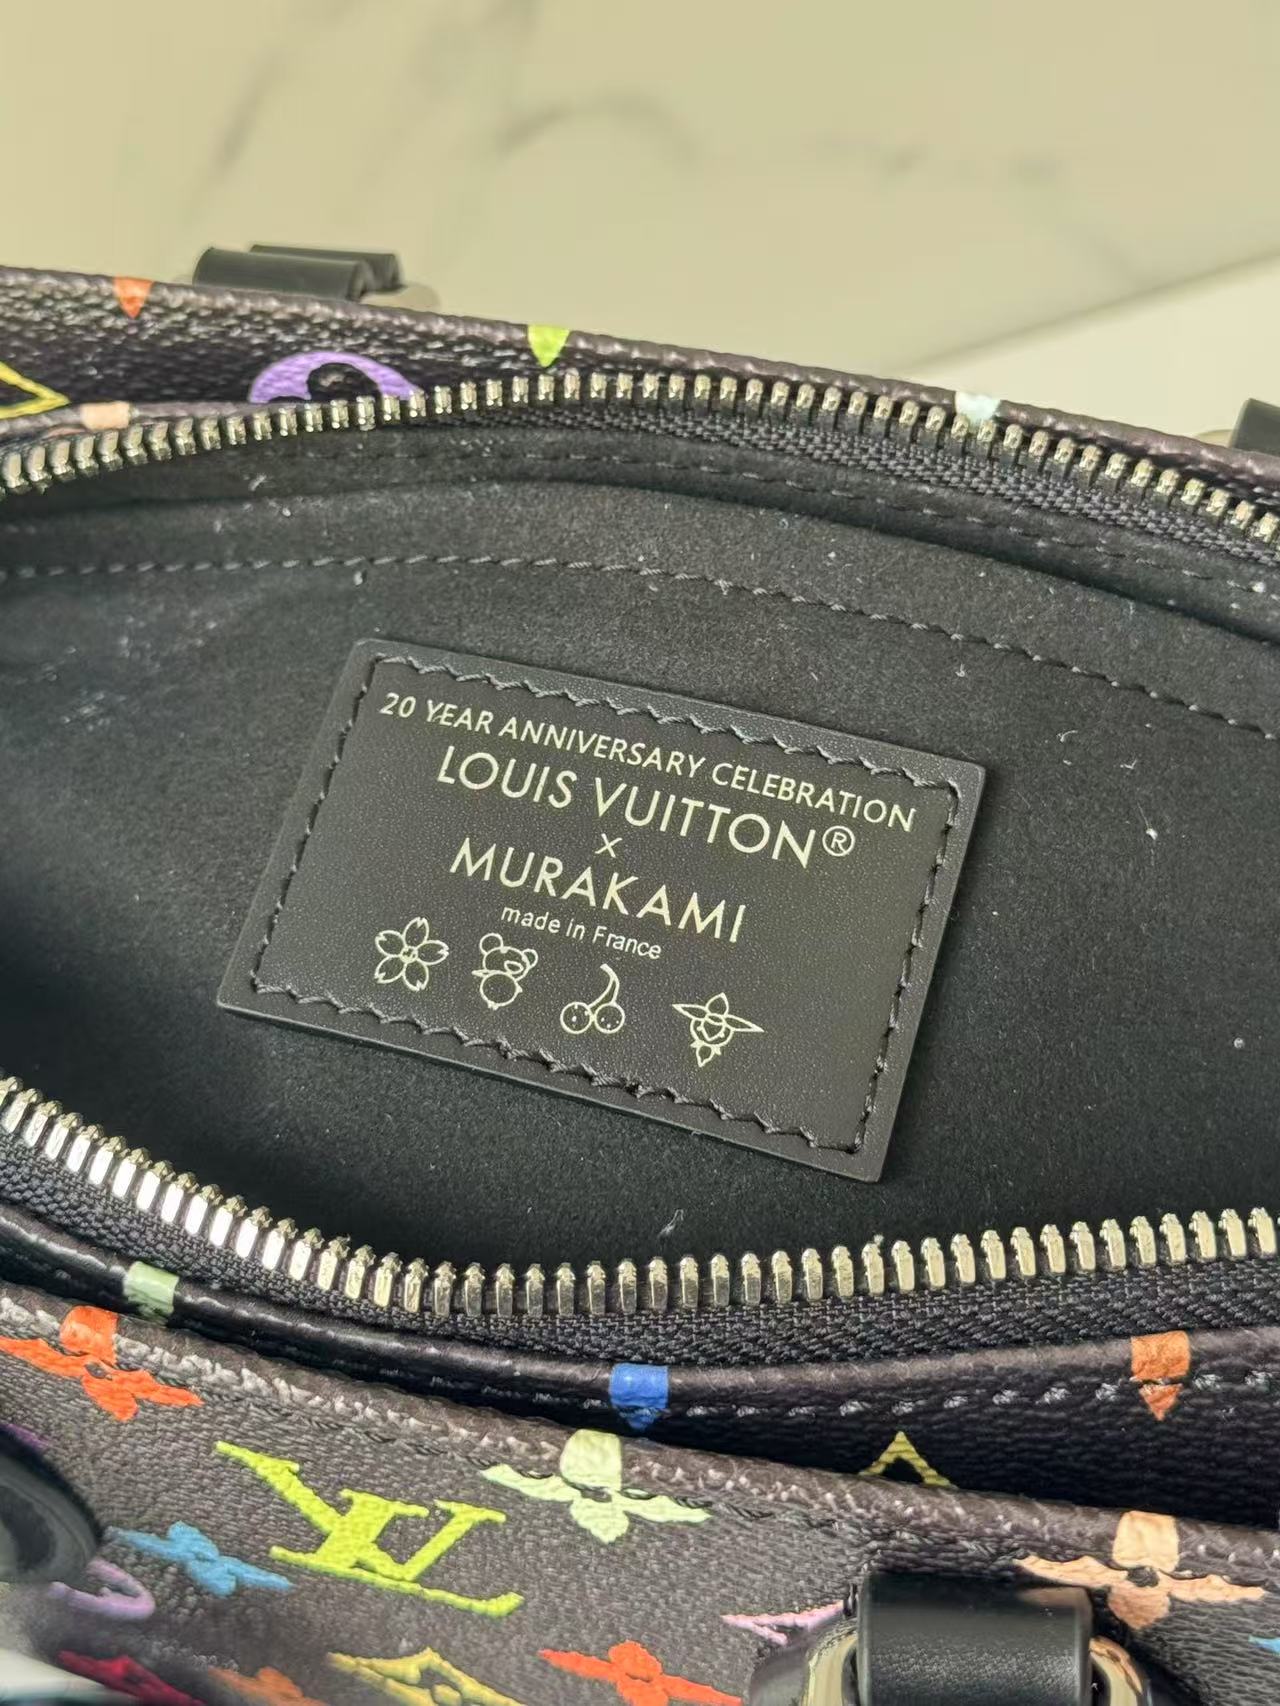 20 YEAR ANNIVERSARY CELEBRATION
LOUIS VUITTON®
×
MURAKAMI
made in France